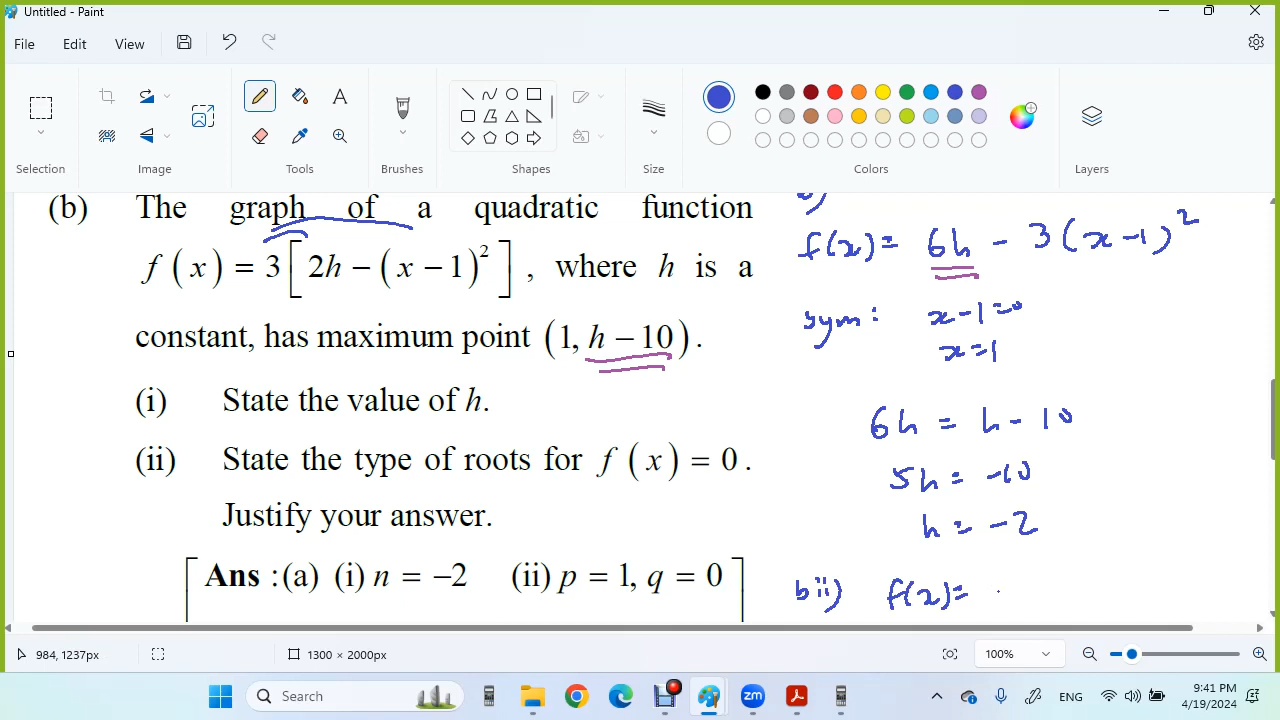 Untitled - Paint
File Edit View
Selection Image Tools Brushes Shapes Size Colors Layers
(b) The graph of a quadratic function
f(x) = 3[2h − (x − 1)², where h is a
constant, has maximum point (1, h − 10).
(i) State the value of h.
(ii) State the type of roots for f(x) = 0.
Justify your answer.
Ans : (a) (i) n = −2 (ii) p = 1, q = 0
f(x) = 6h − 3(x − 1)²
sym : x − 1 = 0
x = 1
6h = h − 10
5h = −10
h = −2
bii) f(x) =
984, 1237px
1300 × 2000px
100%
Search
ENG
9:41 PM
4/19/2024